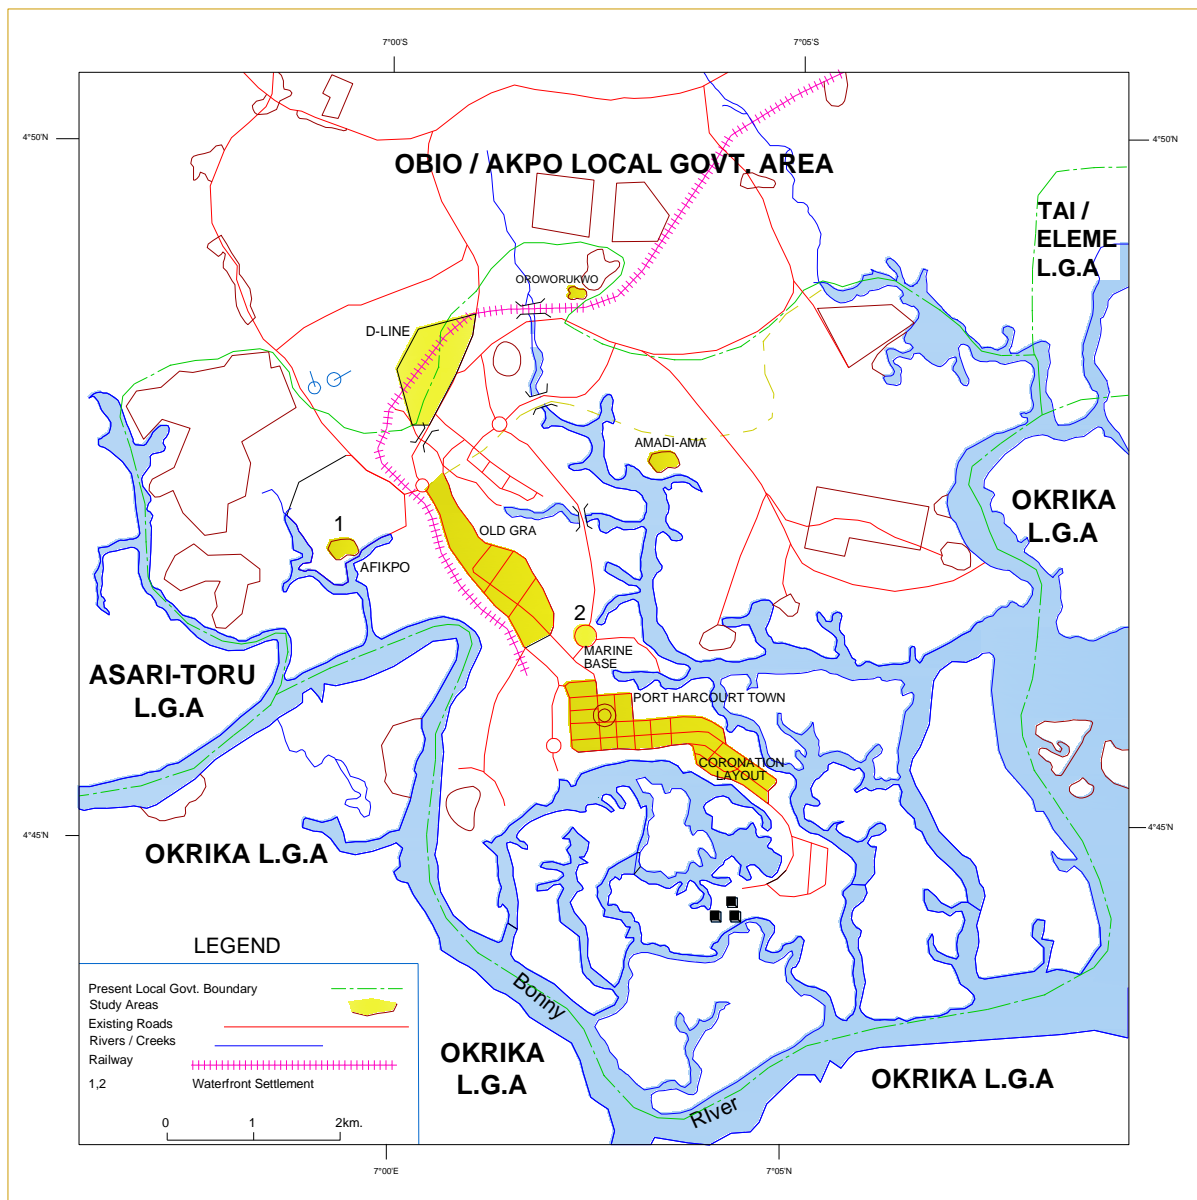 7°00'S
7°05'S
4°50'N
4°50'N
OBIO / AKPO LOCAL GOVT. AREA
TAI /
ELEME
L.G.A
OROWORUKWO
D-LINE
AMADI-AMA
OKRIKA
L.G.A
1
OLD GRA
AFIKPO
2
MARINE
BASE
ASARI-TORU
L.G.A
PORT HARCOURT TOWN
CORONATION
LAYOUT
4°45'N
4°45'N
OKRIKA L.G.A
LEGEND
Present Local Govt. Boundary
Study Areas
Existing Roads
Rivers / Creeks
Railway
1,2
Waterfront Settlement
0 1 2km.
Bonny
OKRIKA
L.G.A
RIver
OKRIKA L.G.A
7°00'E
7°05'N